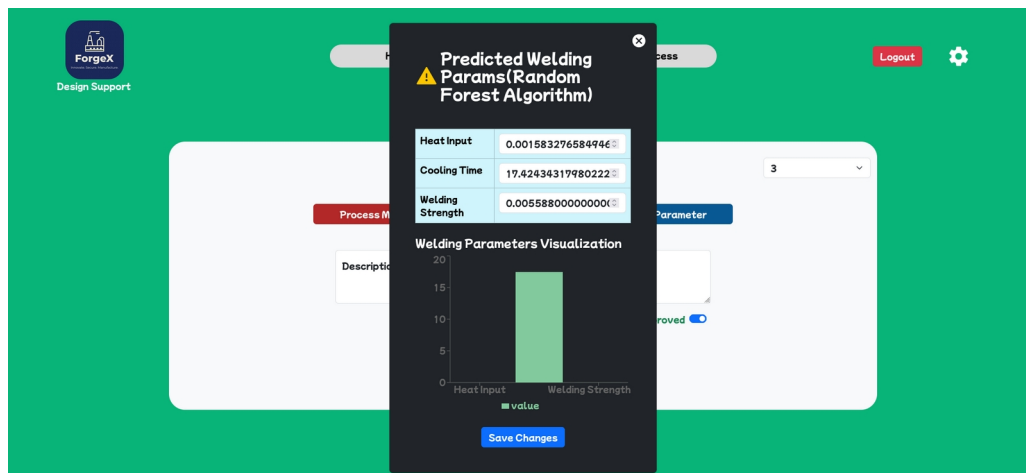 ForgeX
Design Support
H
cess
Logout
Predicted Welding
Params(Random
Forest Algorithm)
Heat Input 0.001583276584946
Cooling Time 17.42434317980222
Welding
Strength 0.0055880000000
3
Process M
Parameter
Welding Parameters Visualization
Descriptio
20
15
10
5
0
Heat Input Welding Strength
value
roved
Save Changes